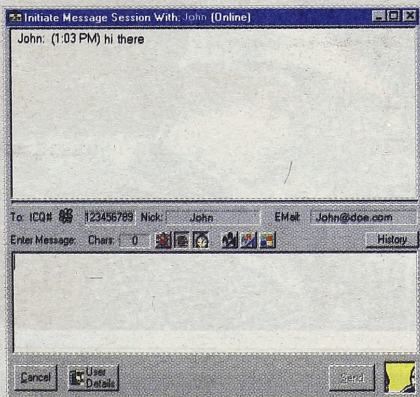 Initiate Message Session With: John (Online)
John: (1:03 PM) hi there
To: ICQ# 123456789 Nick: John EMail: John@doe.com
Enter Message: Chars: 0 History
Cancel User Details Send